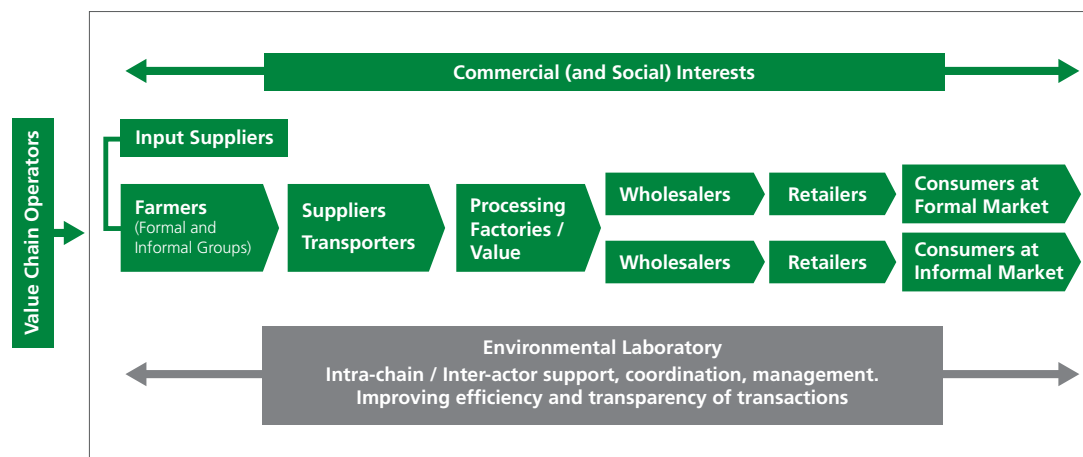 Commercial (and Social) Interests
Value Chain Operators
Input Suppliers
Farmers
(Formal and
Informal Groups)
Suppliers
Transporters
Processing
Factories /
Value
Wholesalers
Retailers
Consumers at
Formal Market
Wholesalers
Retailers
Consumers at
Informal Market
Environmental Laboratory
Intra-chain / Inter-actor support, coordination, management.
Improving efficiency and transparency of transactions